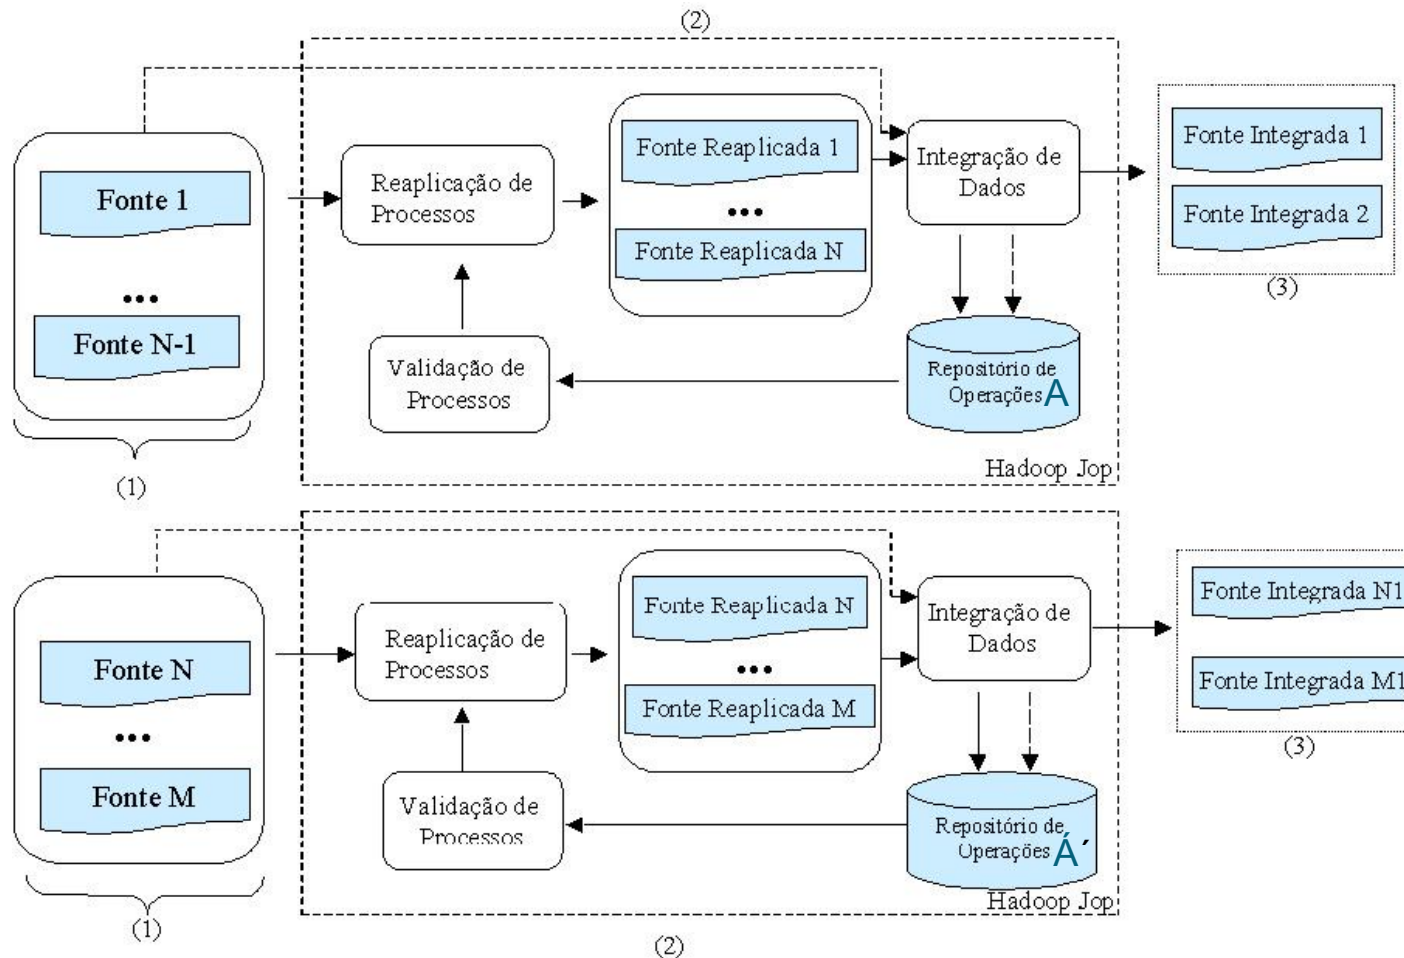 (2)
Fonte 1
...
Fonte N-1
(1)
Reaplicação de
Processos
Validação de
Processos
Fonte Reaplicada 1
...
Fonte Reaplicada N
Integração de
Dados
Repositório de
Operações A
Hadoop Jop
Fonte Integrada 1
Fonte Integrada 2
(3)
Fonte N
...
Fonte M
(1)
Reaplicação de
Processos
Validação de
Processos
Fonte Reaplicada N
...
Fonte Reaplicada M
Integração de
Dados
Repositório de
Operações Á´
Hadoop Jop
(2)
Fonte Integrada N1
Fonte Integrada M1
(3)